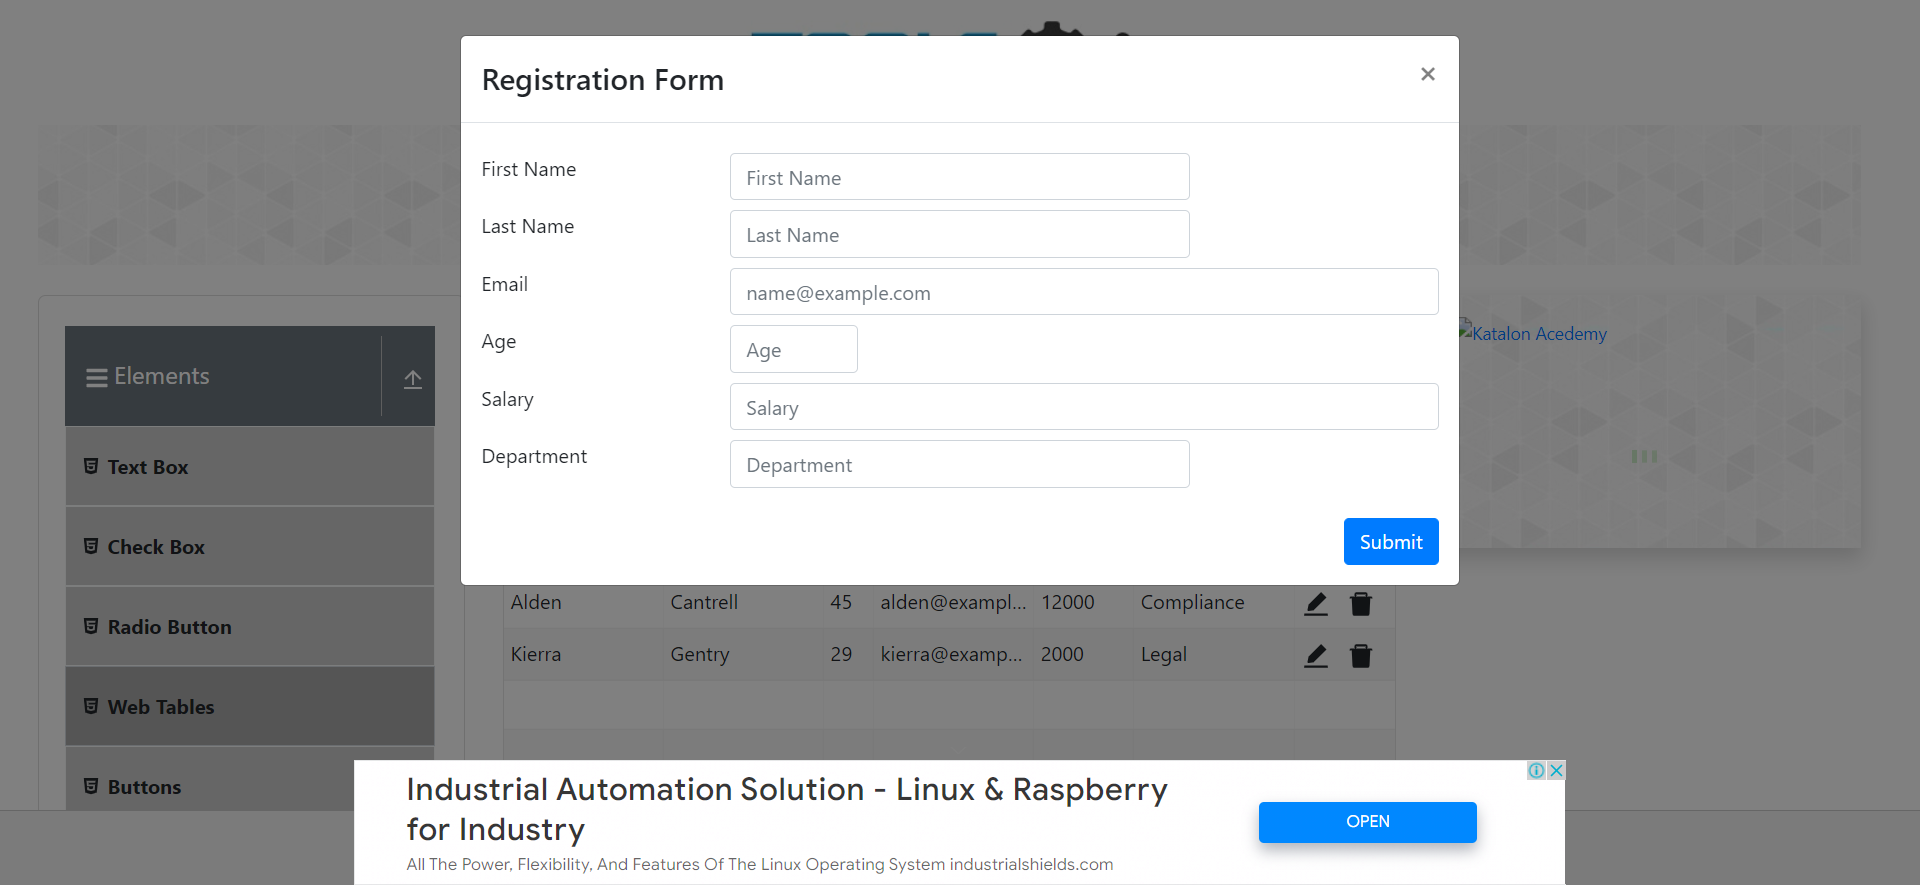 Registration Form
×
First Name
First Name
Last Name
Last Name
Email
name@example.com
Age
Age
Salary
Salary
Department
Department
Submit
Katalon Acedemy
Elements
Text Box
Check Box
Radio Button
Web Tables
Buttons
Alden Cantrell 45 alden@exampl... 12000 Compliance
Kierra Gentry 29 kierra@examp... 2000 Legal
Industrial Automation Solution - Linux & Raspberry
for Industry
All The Power, Flexibility, And Features Of The Linux Operating System industrialshields.com
OPEN